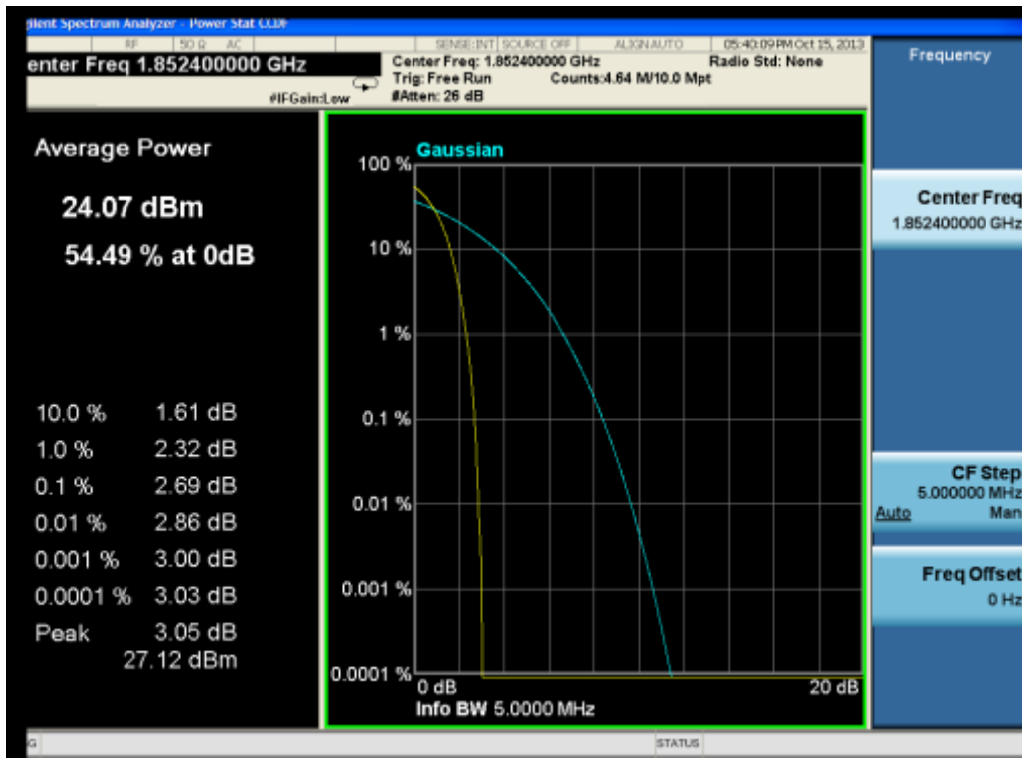 gilent Spectrum Analyzer - Power Stat CCDF
RF 50 Ω AC SENSE:INT SOURCE OFF ALIGN AUTO 05:40:09 PM Oct 15, 2013
enter Freq 1.852400000 GHz
Center Freq: 1.852400000 GHz Radio Std: None
Trig: Free Run Counts:4.64 M/10.0 Mpt
#IFGain:Low #Atten: 26 dB
Frequency
Average Power
24.07 dBm
54.49 % at 0dB
10.0 % 1.61 dB
1.0 % 2.32 dB
0.1 % 2.69 dB
0.01 % 2.86 dB
0.001 % 3.00 dB
0.0001 % 3.03 dB
Peak 3.05 dB
27.12 dBm
Gaussian
100 %
10 %
1 %
0.1 %
0.01 %
0.001 %
0.0001 %
0 dB 20 dB
Info BW 5.0000 MHz
Center Freq
1.852400000 GHz
CF Step
5.000000 MHz
Auto Man
Freq Offset
0 Hz
G STATUS